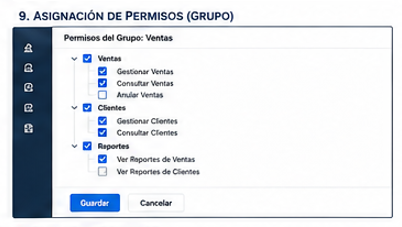 9. ASIGNACIÓN DE PERMISOS (GRUPO)
Permisos del Grupo: Ventas
Ventas
Gestionar Ventas
Consultar Ventas
Anular Ventas
Clientes
Gestionar Clientes
Consultar Clientes
Reportes
Ver Reportes de Ventas
Ver Reportes de Clientes
Guardar Cancelar